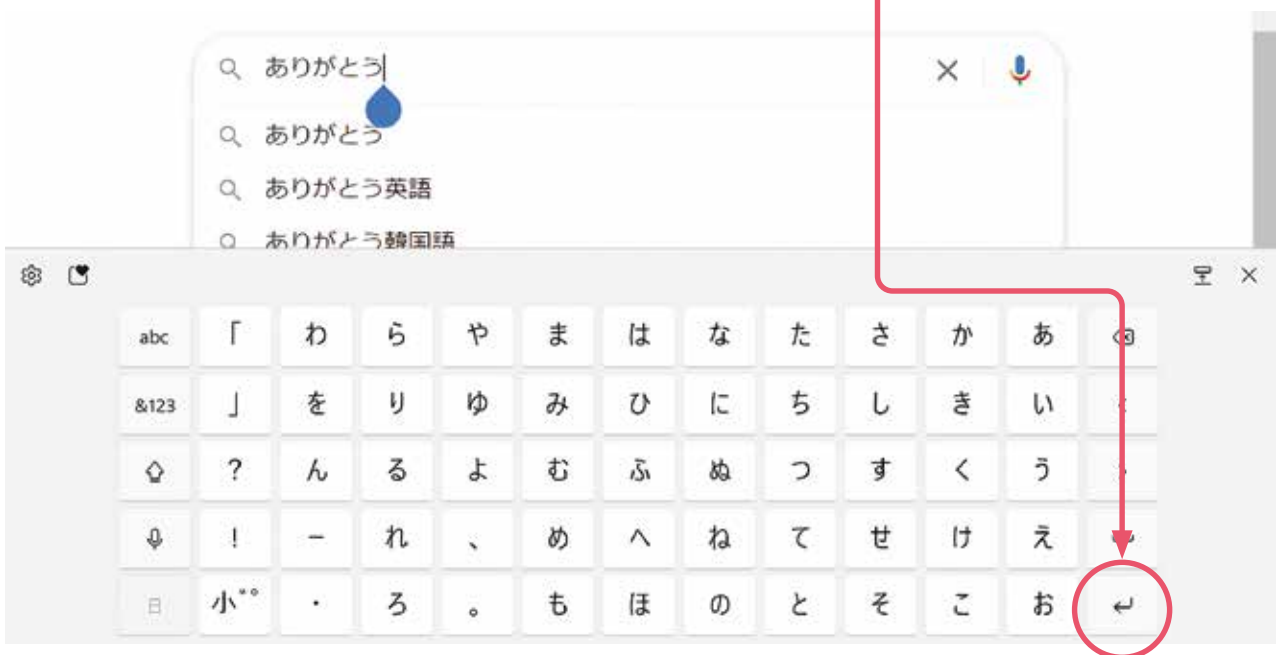 ありがとう
ありがとう
ありがとう英語
ありがとう韓国語
abc 「 わ ら や ま は な た さ か あ
&123 」 を り ゆ み ひ に ち し き い
? ん る よ む ふ ぬ つ す く う
! ー れ 、 め へ ね て せ け え
あ 小゛゜ ・ ろ 。 も ほ の と そ こ お